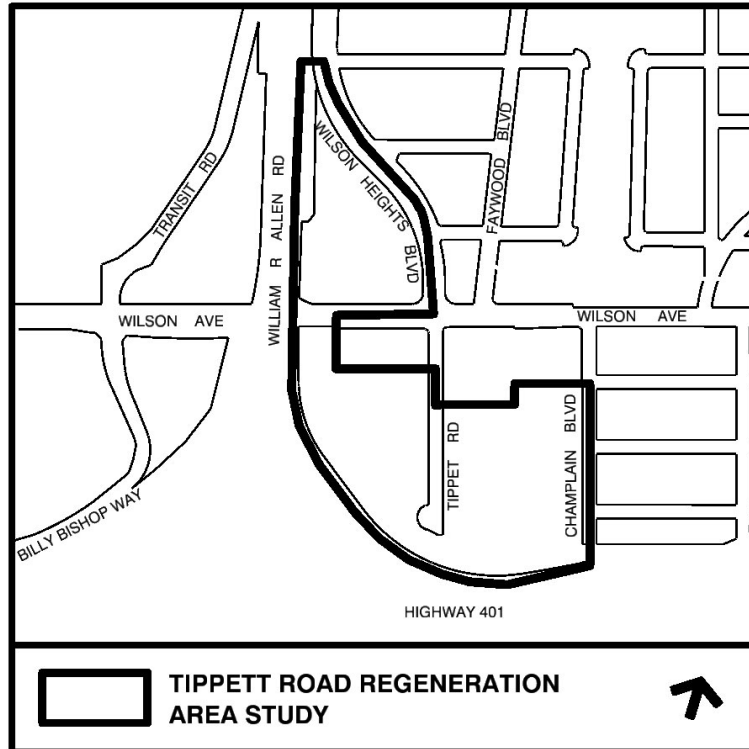 TRANSIT RD
WILLIAM R ALLEN RD
WILSON HEIGHTS BLVD
FAYWOOD BLVD
WILSON AVE
WILSON AVE
BILLY BISHOP WAY
TIPPET RD
CHAMPLAIN BLVD
HIGHWAY 401
TIPPETT ROAD REGENERATION
AREA STUDY